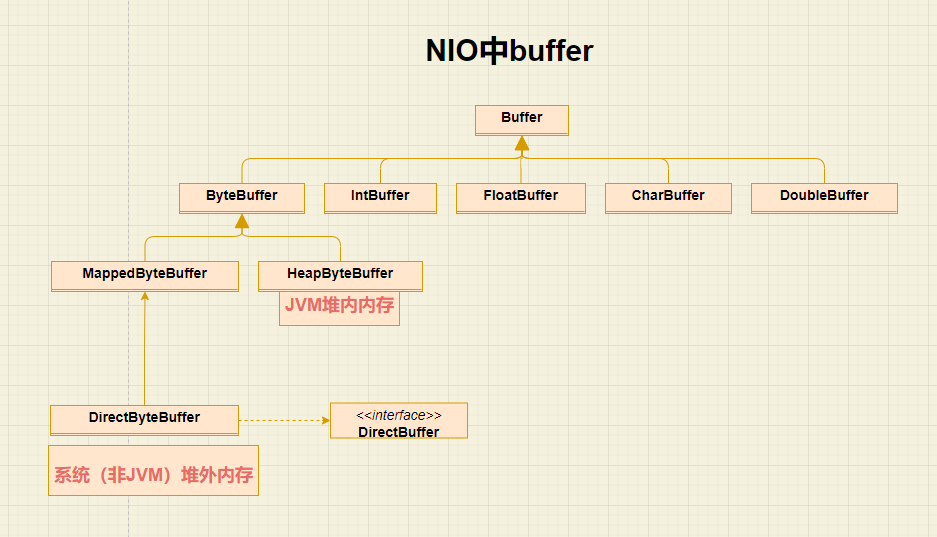 NIO中buffer
Buffer
ByteBuffer
IntBuffer
FloatBuffer
CharBuffer
DoubleBuffer
MappedByteBuffer
HeapByteBuffer
JVM堆内内存
DirectByteBuffer
<<interface>>
DirectBuffer
系统（非JVM）堆外内存